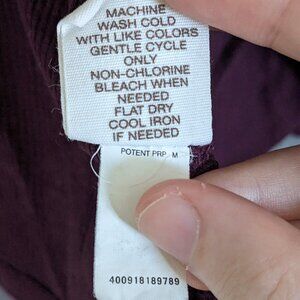 MACHINE
WASH COLD
WITH LIKE COLORS
GENTLE CYCLE
ONLY
NON-CHLORINE
BLEACH WHEN
NEEDED
FLAT DRY
COOL IRON
IF NEEDED
POTENT PRP M
400918189789